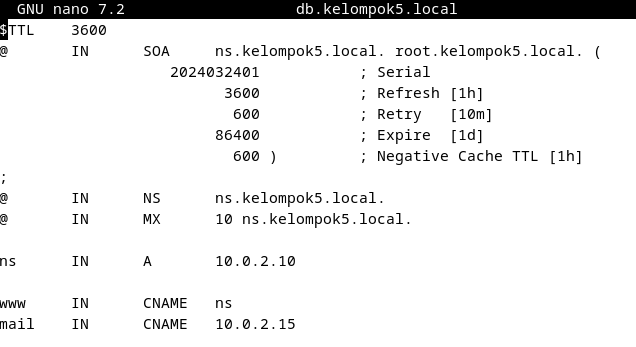 GNU nano 7.2 db.kelompok5.local
$TTL 3600
@ IN SOA ns.kelompok5.local. root.kelompok5.local. (
2024032401 ; Serial
3600 ; Refresh [1h]
600 ; Retry [10m]
86400 ; Expire [1d]
600 ) ; Negative Cache TTL [1h]
;
@ IN NS ns.kelompok5.local.
@ IN MX 10 ns.kelompok5.local.
ns IN A 10.0.2.10
www IN CNAME ns
mail IN CNAME 10.0.2.15